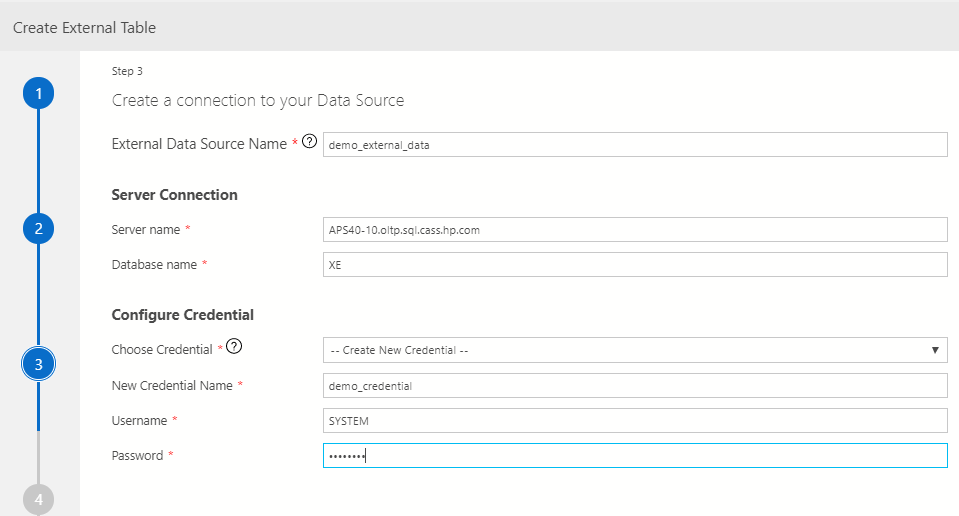 Create External Table
Step 3
1
Create a connection to your Data Source
External Data Source Name * ? demo_external_data
Server Connection
2
Server name * APS40-10.oltp.sql.cass.hp.com
Database name * XE
Configure Credential
Choose Credential * ? -- Create New Credential -- ▼
3
New Credential Name * demo_credential
Username * SYSTEM
Password * ••••••••
4